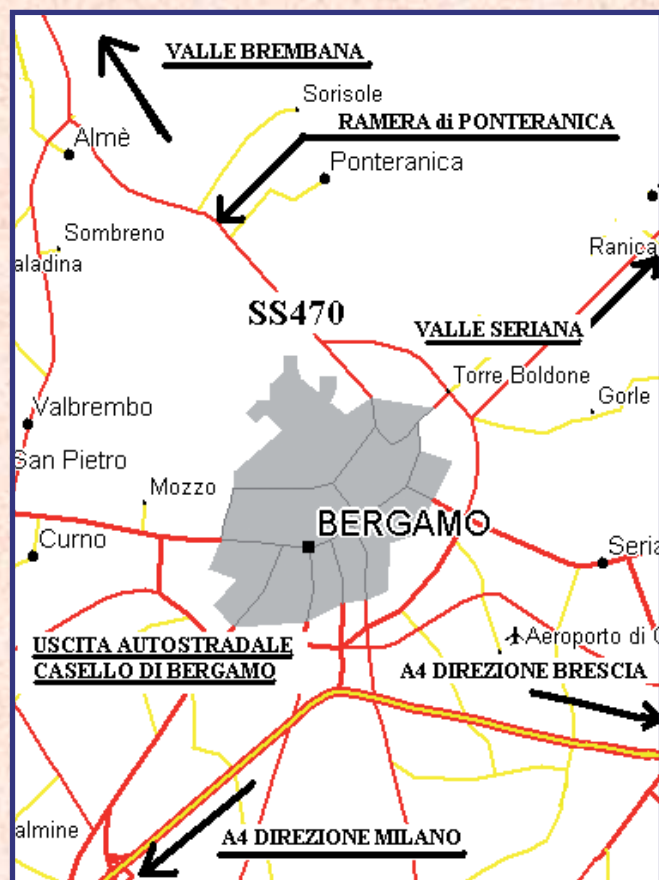 VALLE BREMBANA
Sorisole
RAMERA di PONTERANICA
Almè
Ponteranica
Sombreno
aladina
Ranica
SS470
VALLE SERIANA
Torre Boldone
Gorle
Valbrembo
San Pietro
Mozzo
BERGAMO
Curno
Seria
USCITA AUTOSTRADALE
CASELLO DI BERGAMO
Aeroporto di
A4 DIREZIONE BRESCIA
almine
A4 DIREZIONE MILANO